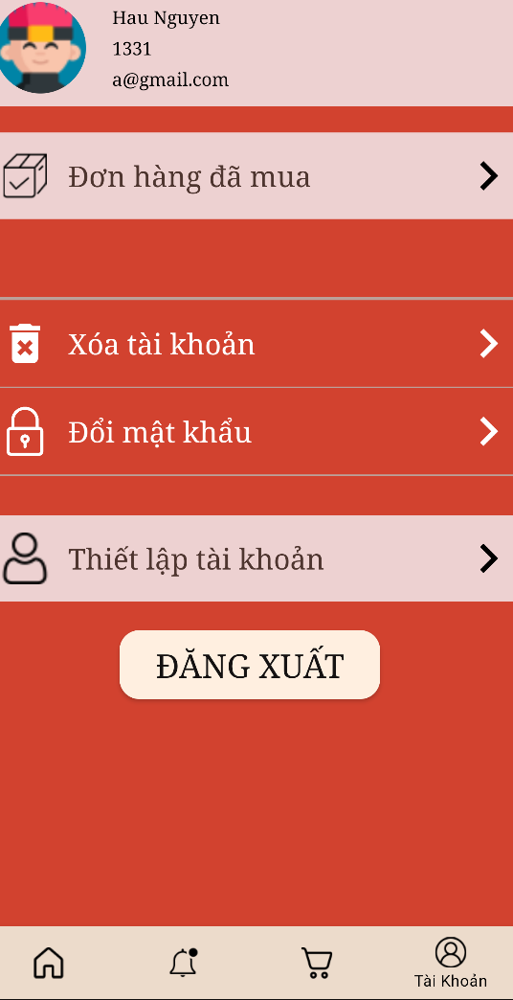 Hau Nguyen
1331
a@gmail.com
Đơn hàng đã mua
Xóa tài khoản
Đổi mật khẩu
Thiết lập tài khoản
ĐĂNG XUẤT
Tài Khoản